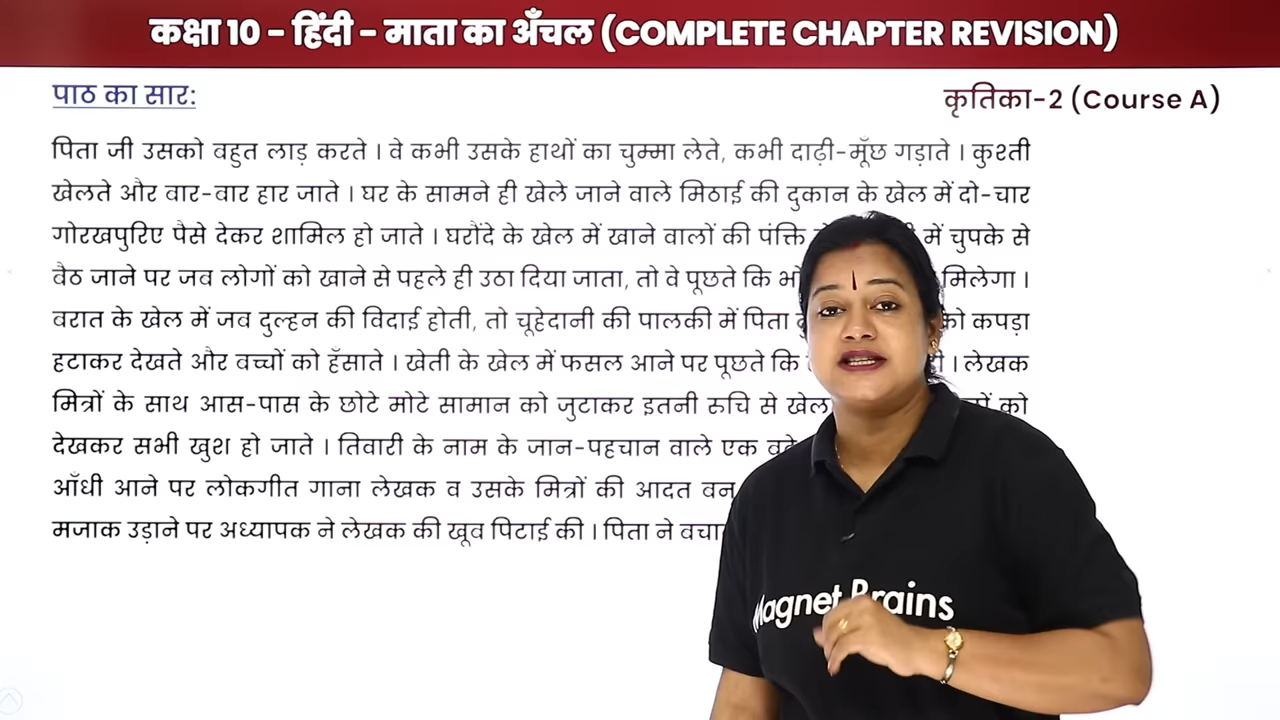 कक्षा 10 - हिंदी - माता का अँचल (COMPLETE CHAPTER REVISION)
पाठ का सार:
कृतिका-2 (Course A)
पिता जी उसको बहुत लाड़ करते । वे कभी उसके हाथों का चुम्मा लेते, कभी दाढ़ी-मूँछ गड़ाते । कुश्ती
खेलते और बार-बार हार जाते । घर के सामने ही खेले जाने वाले मिठाई की दुकान के खेल में दो-चार
गोरखपुरिए पैसे देकर शामिल हो जाते । घरौंदे के खेल में खाने वालों की पंक्ति में चुपके से
बैठ जाने पर जब लोगों को खाने से पहले ही उठा दिया जाता, तो वे पूछते कि मिलेगा ।
बरात के खेल में जब दुल्हन की विदाई होती, तो चूहेदानी की पालकी में पिता को कपड़ा
हटाकर देखते और बच्चों को हँसाते । खेती के खेल में फसल आने पर पूछते कि । लेखक
मित्रों के साथ आस-पास के छोटे मोटे सामान को जुटाकर इतनी रुचि से को
देखकर सभी खुश हो जाते । तिवारी के नाम के जान-पहचान वाले एक
आँधी आने पर लोकगीत गाना लेखक व उसके मित्रों की आदत बन
मजाक उड़ाने पर अध्यापक ने लेखक की खूब पिटाई की । पिता ने
Magnet Brains